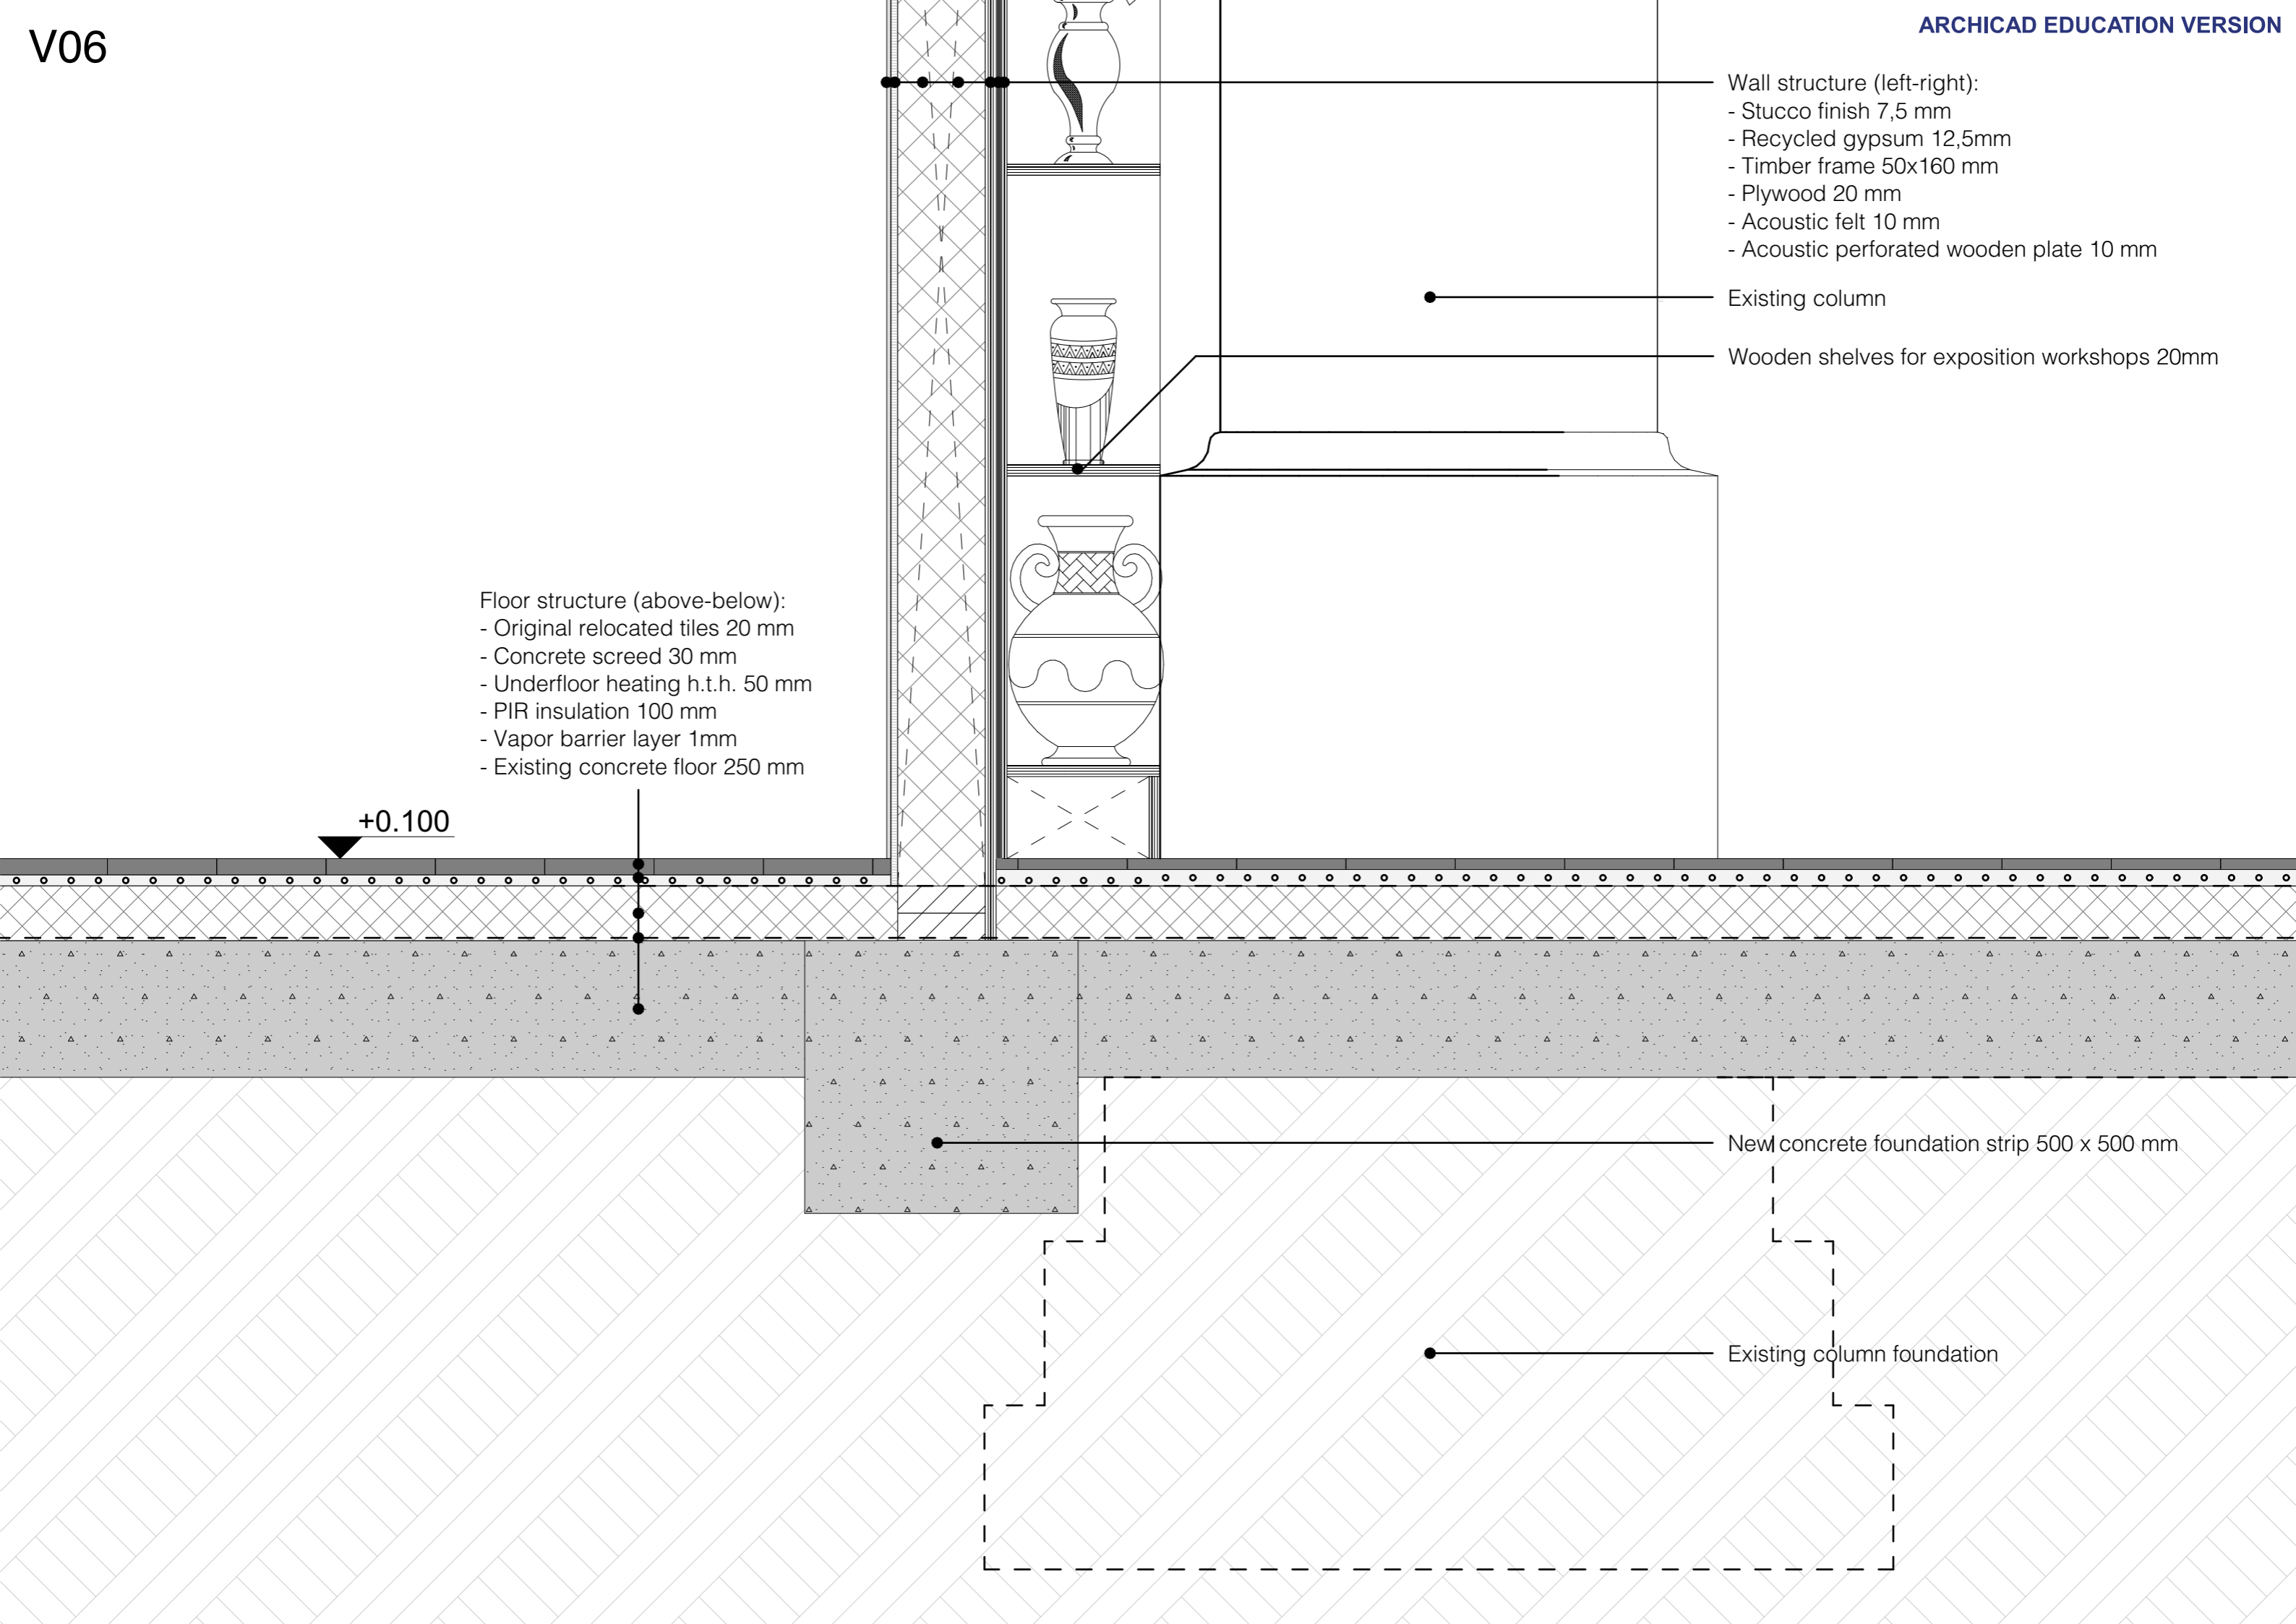 V06
ARCHICAD EDUCATION VERSION
Wall structure (left-right):
- Stucco finish 7,5 mm
- Recycled gypsum 12,5mm
- Timber frame 50x160 mm
- Plywood 20 mm
- Acoustic felt 10 mm
- Acoustic perforated wooden plate 10 mm
Existing column
Wooden shelves for exposition workshops 20mm
Floor structure (above-below):
- Original relocated tiles 20 mm
- Concrete screed 30 mm
- Underfloor heating h.t.h. 50 mm
- PIR insulation 100 mm
- Vapor barrier layer 1mm
- Existing concrete floor 250 mm
+0.100
New concrete foundation strip 500 x 500 mm
Existing column foundation